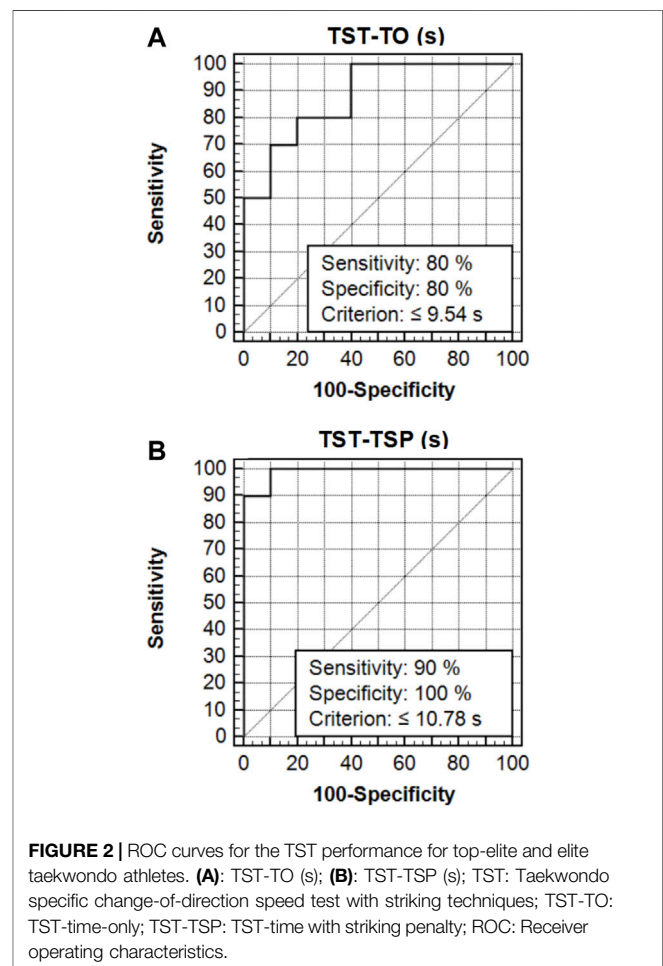 A
TST-TO (s)
Sensitivity
100
90
80
70
60
50
40
30
20
10
0
Sensitivity: 80 %
Specificity: 80 %
Criterion: ≤ 9.54 s
0 20 40 60 80 100
100-Specificity
B
TST-TSP (s)
Sensitivity
100
90
80
70
60
50
40
30
20
10
0
Sensitivity: 90 %
Specificity: 100 %
Criterion: ≤ 10.78 s
0 20 40 60 80 100
100-Specificity
FIGURE 2 | ROC curves for the TST performance for top-elite and elite
taekwondo athletes. (A): TST-TO (s); (B): TST-TSP (s); TST: Taekwondo
specific change-of-direction speed test with striking techniques; TST-TO:
TST-time-only; TST-TSP: TST-time with striking penalty; ROC: Receiver
operating characteristics.